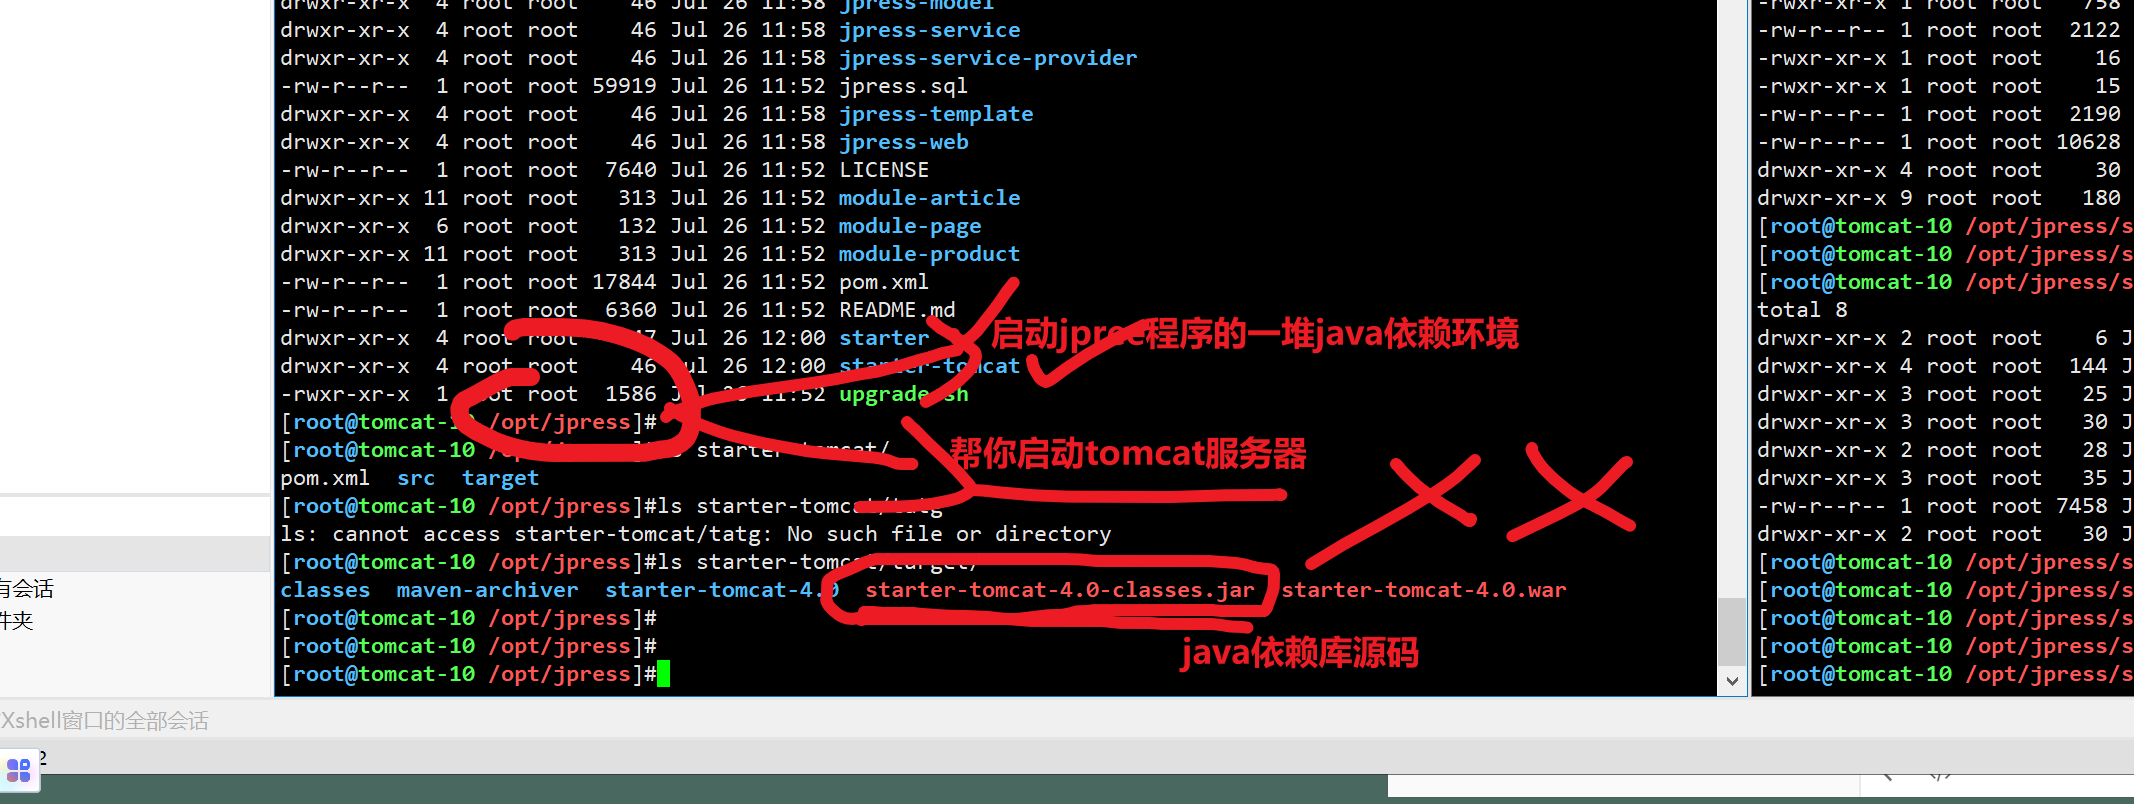 drwxr-xr-x 4 root root 46 Jul 26 11:58 jpress-model
drwxr-xr-x 4 root root 46 Jul 26 11:58 jpress-service
drwxr-xr-x 4 root root 46 Jul 26 11:58 jpress-service-provider
-rw-r--r-- 1 root root 59919 Jul 26 11:52 jpress.sql
drwxr-xr-x 4 root root 46 Jul 26 11:58 jpress-template
drwxr-xr-x 4 root root 46 Jul 26 11:58 jpress-web
-rw-r--r-- 1 root root 7640 Jul 26 11:52 LICENSE
drwxr-xr-x 11 root root 313 Jul 26 11:52 module-article
drwxr-xr-x 6 root root 132 Jul 26 11:52 module-page
drwxr-xr-x 11 root root 313 Jul 26 11:52 module-product
-rw-r--r-- 1 root root 17844 Jul 26 11:52 pom.xml
-rw-r--r-- 1 root root 6360 Jul 26 11:52 README.md
drwxr-xr-x 4 root root 47 Jul 26 12:00 starter
启动jpree程序的一堆java依赖环境
drwxr-xr-x 4 root root 46 Jul 26 12:00 starter-tomcat
-rwxr-xr-x 1 root root 1586 Jul 26 11:52 upgrade.sh
[root@tomcat-10 /opt/jpress]#
[root@tomcat-10 /opt/jpress]#ls starter-tomcat/
帮你启动tomcat服务器
pom.xml src target
[root@tomcat-10 /opt/jpress]#ls starter-tomcat/tatg
ls: cannot access starter-tomcat/tatg: No such file or directory
[root@tomcat-10 /opt/jpress]#ls starter-tomcat/target/
classes maven-archiver starter-tomcat-4.0 starter-tomcat-4.0-classes.jar starter-tomcat-4.0.war
[root@tomcat-10 /opt/jpress]#
[root@tomcat-10 /opt/jpress]#
java依赖库源码
[root@tomcat-10 /opt/jpress]#
-rwxr-xr-x 1 root root 758
-rw-r--r-- 1 root root 2122
-rwxr-xr-x 1 root root 16
-rwxr-xr-x 1 root root 15
-rw-r--r-- 1 root root 2190
-rw-r--r-- 1 root root 10628
drwxr-xr-x 4 root root 30
drwxr-xr-x 9 root root 180
[root@tomcat-10 /opt/jpress/s
[root@tomcat-10 /opt/jpress/s
[root@tomcat-10 /opt/jpress/s
total 8
drwxr-xr-x 2 root root 6 J
drwxr-xr-x 4 root root 144 J
drwxr-xr-x 3 root root 25 J
drwxr-xr-x 3 root root 30 J
drwxr-xr-x 2 root root 28 J
drwxr-xr-x 3 root root 35 J
-rw-r--r-- 1 root root 7458 J
drwxr-xr-x 2 root root 30 J
[root@tomcat-10 /opt/jpress/s
[root@tomcat-10 /opt/jpress/s
[root@tomcat-10 /opt/jpress/s
[root@tomcat-10 /opt/jpress/s
[root@tomcat-10 /opt/jpress/s
有会话
件夹
Xshell窗口的全部会话
2